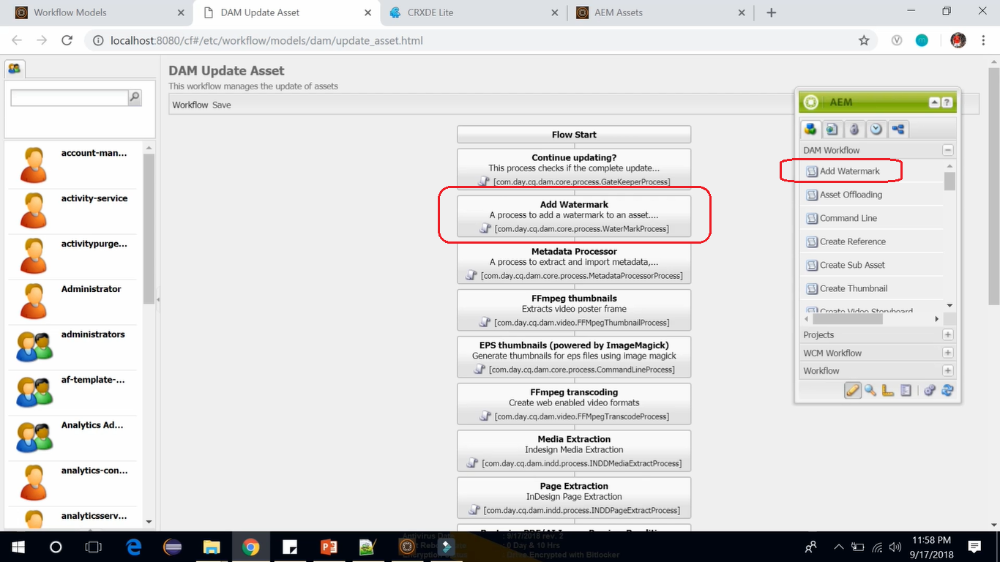 Workflow Models
DAM Update Asset
CRXDE Lite
AEM Assets
localhost:8080/cf#/etc/workflow/models/dam/update_asset.html
DAM Update Asset
This workflow manages the update of assets
Workflow Save
account-man...
activity-service
activitypurge...
Administrator
administrators
af-template-...
Analytics Ad...
analytics-con...
analyticsserv...
Flow Start
Continue updating?
This process checks if the complete update...
[com.day.cq.dam.core.process.GateKeeperProcess]
Add Watermark
A process to add a watermark to an asset....
[com.day.cq.dam.core.process.WaterMarkProcess]
Metadata Processor
A process to extract and import metadata,...
[com.day.cq.dam.core.process.MetadataProcessorProcess]
FFmpeg thumbnails
Extracts video poster frame
[com.day.cq.dam.video.FFMpegThumbnailProcess]
EPS thumbnails (powered by ImageMagick)
Generate thumbnails for eps files using image magick
[com.day.cq.dam.core.process.CommandLineProcess]
FFmpeg transcoding
Create web enabled video formats
[com.day.cq.dam.video.FFMpegTranscodeProcess]
Media Extraction
Indesign Media Extraction
[com.day.cq.dam.indd.process.INDDMediaExtractProcess]
Page Extraction
InDesign Page Extraction
[com.day.cq.dam.indd.process.INDDPageExtractProcess]
AEM
?
DAM Workflow
Add Watermark
Asset Offloading
Command Line
Create Reference
Create Sub Asset
Create Thumbnail
Create Video Storyboard
Projects
WCM Workflow
Workflow
Antivirus Date : 9/17/2018 rev. 2
: 0 Day & 10 Hrs
Encryption : Drive Encrypted with Bitlocker
11:58 PM
9/17/2018